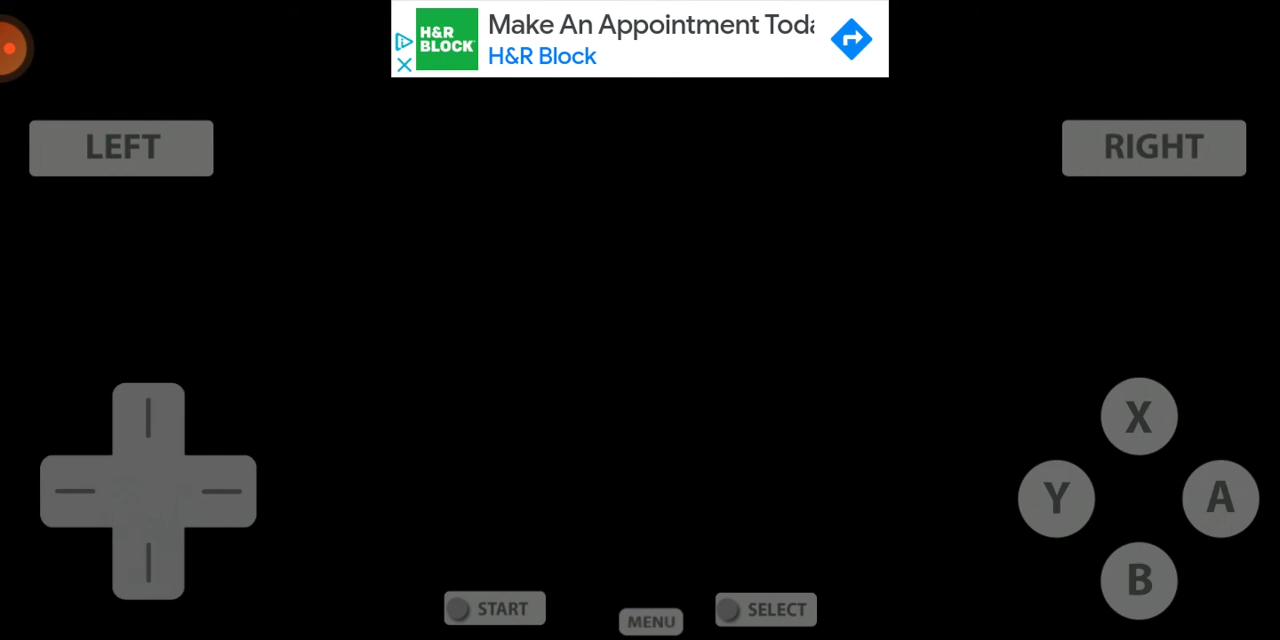 H&R
BLOCK
Make An Appointment Toda
H&R Block
LEFT
RIGHT
X
Y
A
B
START
SELECT
MENU